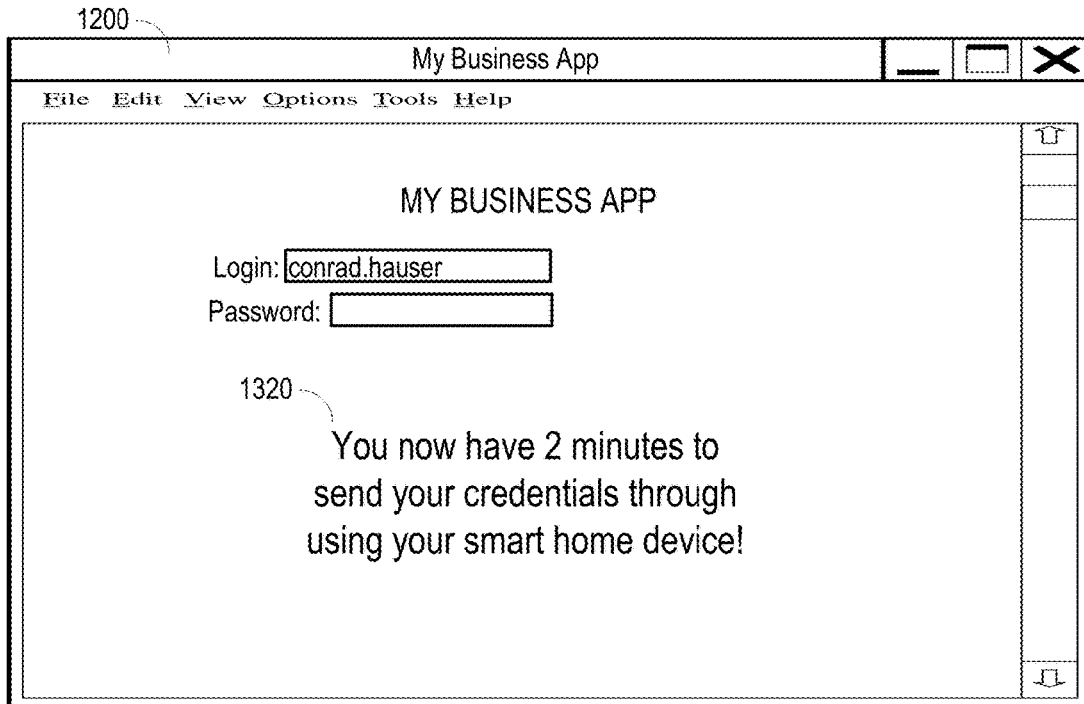 1200
My Business App
File Edit View Options Tools Help
MY BUSINESS APP
Login: conrad.hauser
Password:
1320
You now have 2 minutes to
send your credentials through
using your smart home device!